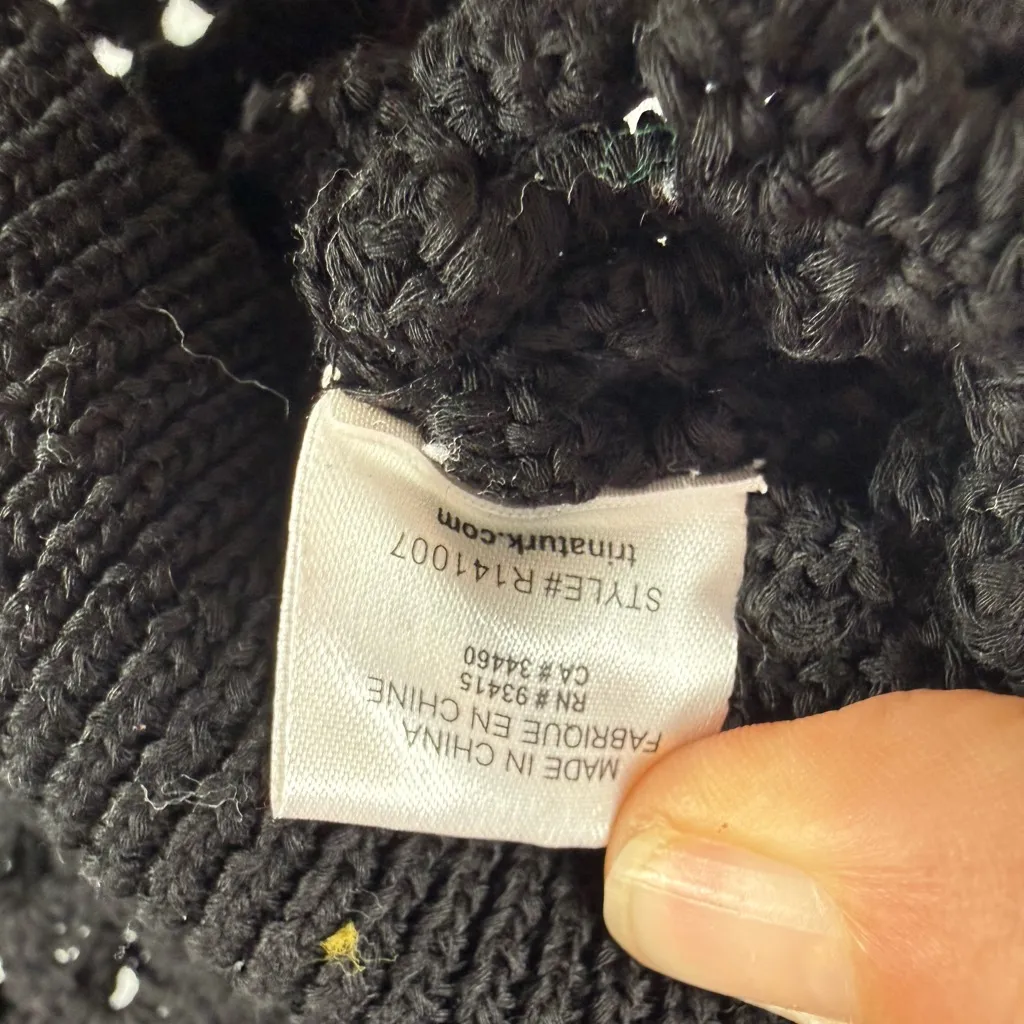 MADE IN CHINA
FABRIQUE EN CHINE
RN # 93415
CA # 34460
STYLE# R141007
trinaturk.com